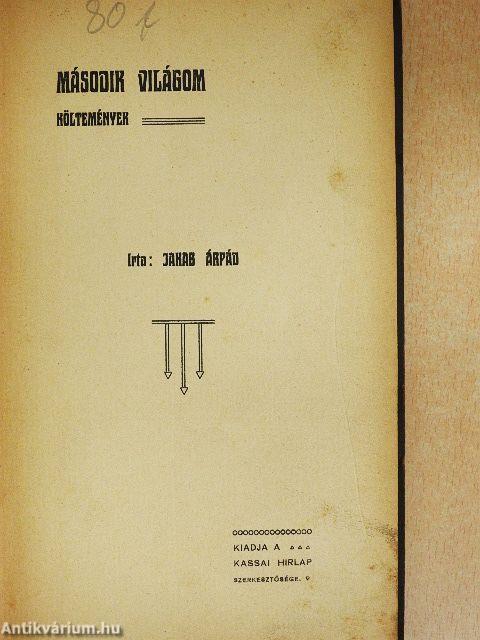 80 f
MÁSODIK VILÁGOM
KÖLTEMÉNYEK
Irta: JAKAB ÁRPÁD
KIADJA A
KASSAI HIRLAP
SZERKESZTŐSÉGE.
Antikvárium.hu